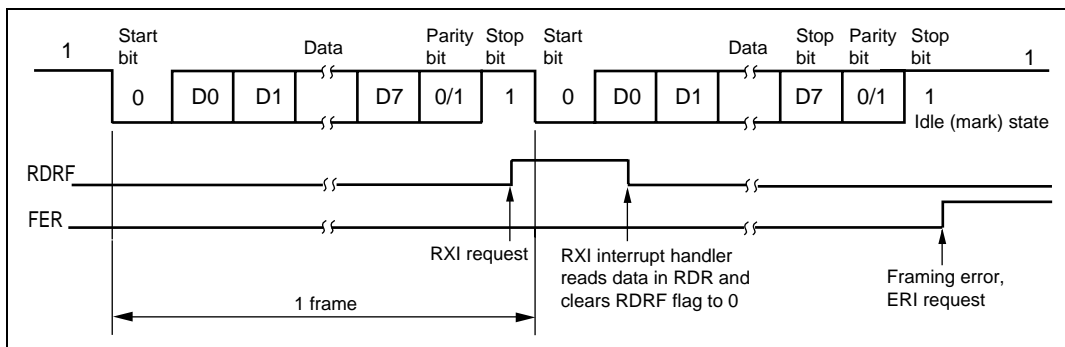 1
Start bit
Data
Parity bit
Stop bit
Start bit
Data
Stop bit
Parity bit
Stop bit
1
0
D0
D1
D7
0/1
1
0
D0
D1
D7
0/1
1
Idle (mark) state
RDRF
FER
RXI request
RXI interrupt handler
reads data in RDR and
clears RDRF flag to 0
Framing error,
ERI request
1 frame